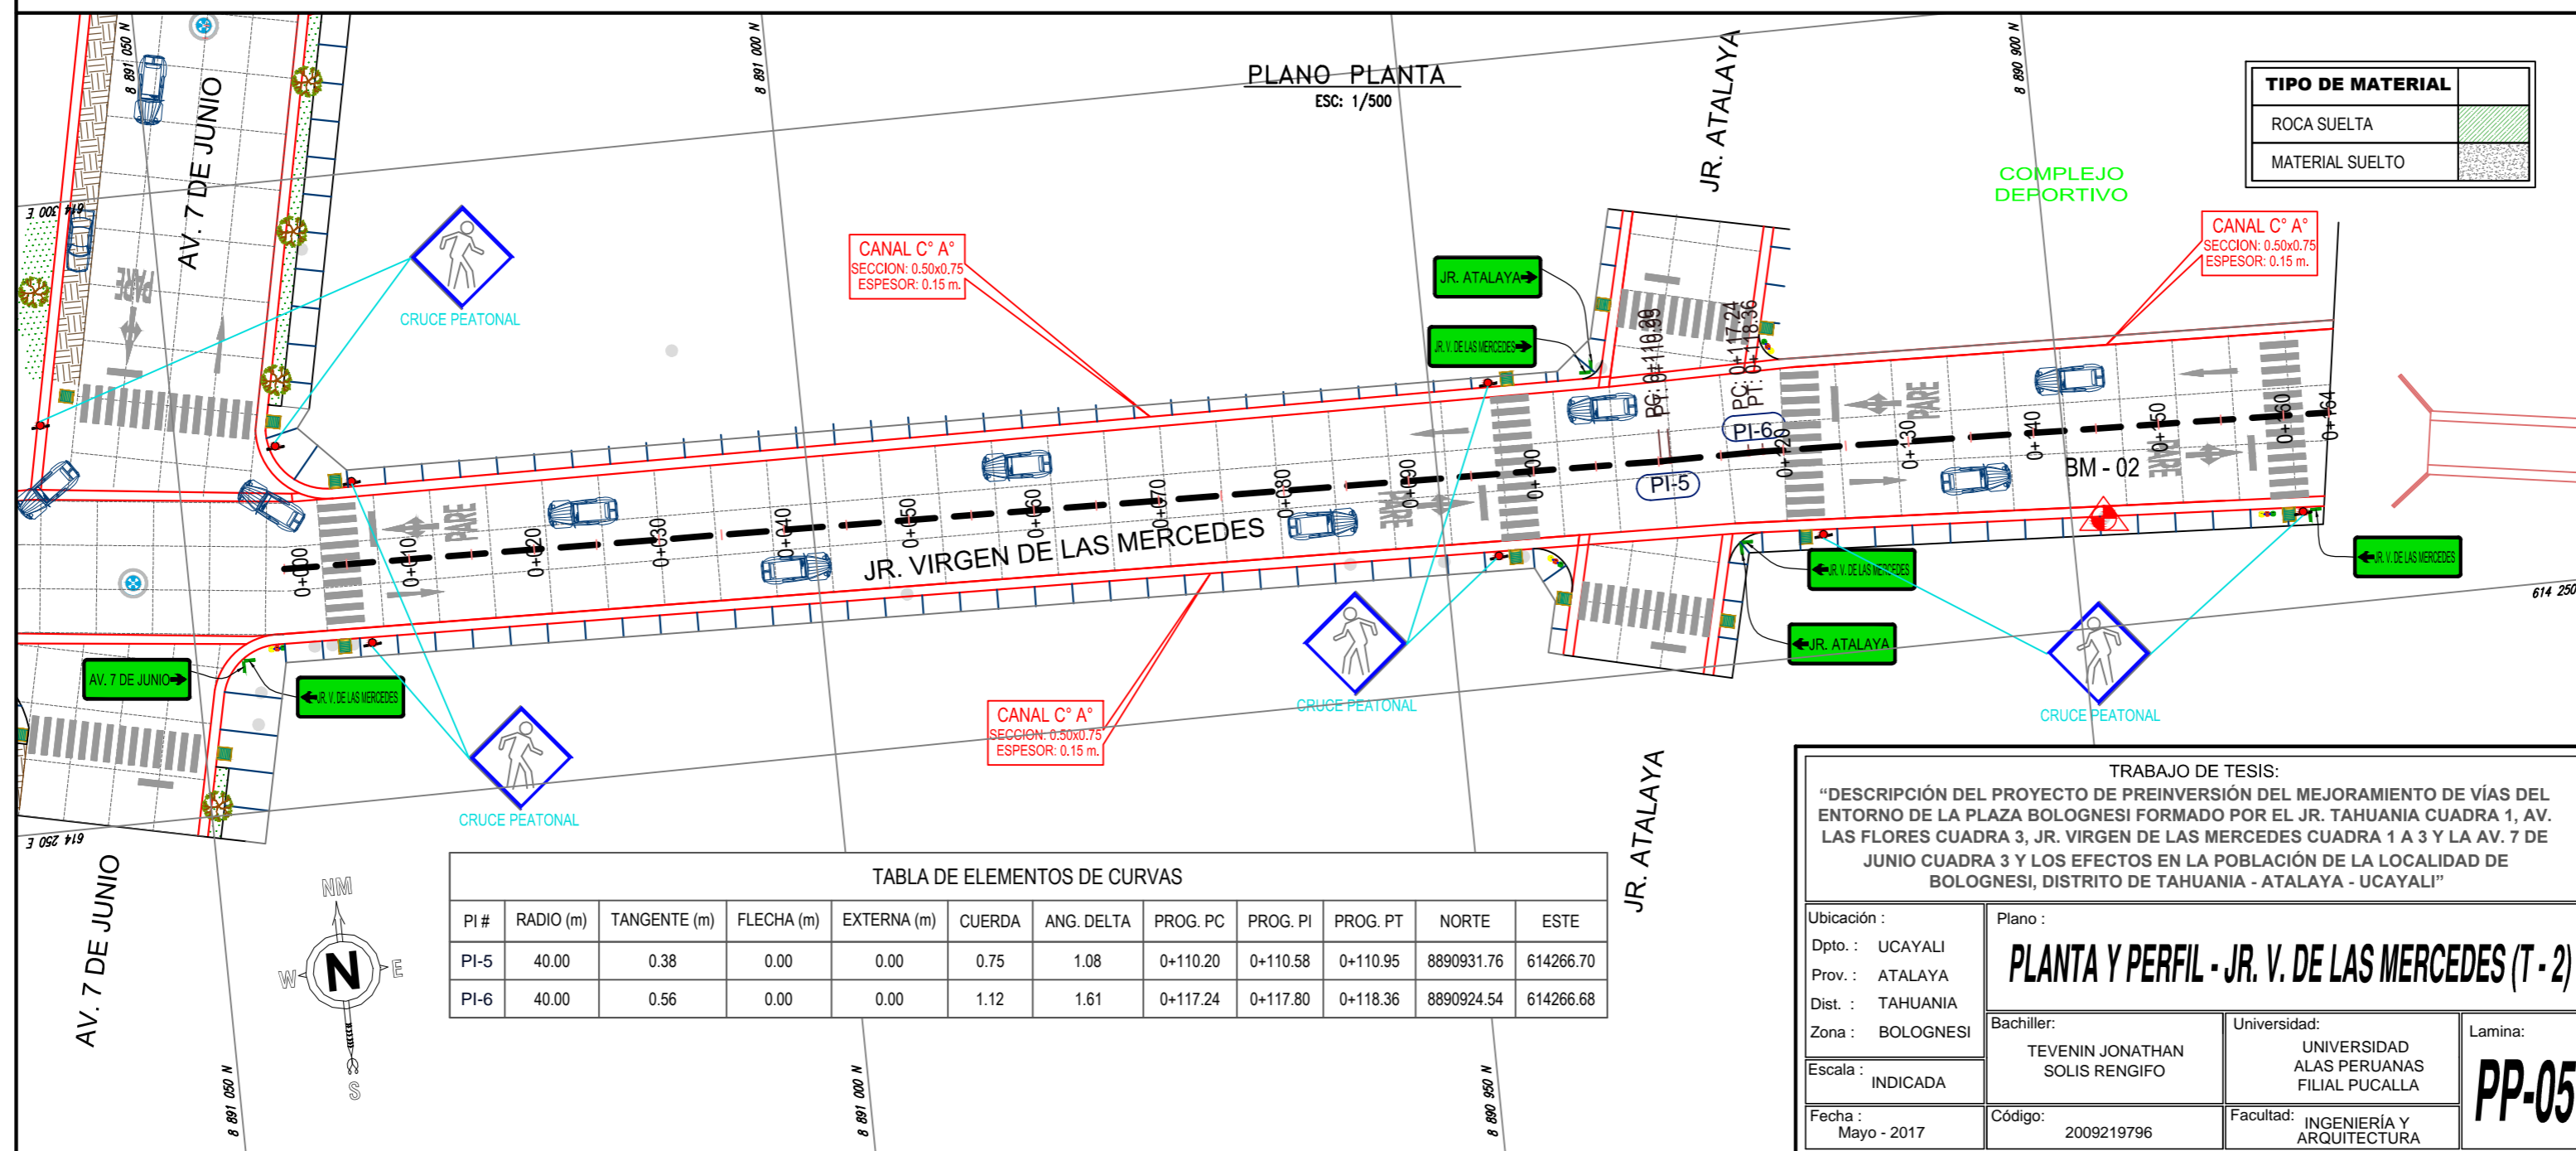 PLANO PLANTA
ESC: 1/500
8 891 050 N
8 891 000 N
8 890 900 N
614 300 E
AV. 7 DE JUNIO
PARE
CRUCE PEATONAL
CANAL C° A°
SECCION: 0.50x0.75
ESPESOR: 0.15 m.
JR. ATALAYA
JR. ATALAYA
JR. V. DE LAS MERCEDES
COMPLEJO
DEPORTIVO
TIPO DE MATERIAL
ROCA SUELTA
MATERIAL SUELTO
CANAL C° A°
SECCION: 0.50x0.75
ESPESOR: 0.15 m.
PC: 0+117.24
PT: 0+118.36
PI-6
PI-5
0+000
0+010
0+020
0+030
0+040
0+050
0+060
0+070
0+080
0+090
0+100
0+120
0+130
0+140
0+150
0+160
0+164
PARE
PARE
PARE
PARE
BM - 02
JR. VIRGEN DE LAS MERCEDES
AV. 7 DE JUNIO
JR. V. DE LAS MERCEDES
CRUCE PEATONAL
CANAL C° A°
SECCION: 0.50x0.75
ESPESOR: 0.15 m.
CRUCE PEATONAL
JR. V. DE LAS MERCEDES
JR. ATALAYA
JR. V. DE LAS MERCEDES
CRUCE PEATONAL
614 250
614 250 E
AV. 7 DE JUNIO
JR. ATALAYA
NM
W
N
E
S
8 891 050 N
8 891 000 N
8 890 950 N
TABLA DE ELEMENTOS DE CURVAS
PI # RADIO (m) TANGENTE (m) FLECHA (m) EXTERNA (m) CUERDA ANG. DELTA PROG. PC PROG. PI PROG. PT NORTE ESTE
PI-5 40.00 0.38 0.00 0.00 0.75 1.08 0+110.20 0+110.58 0+110.95 8890931.76 614266.70
PI-6 40.00 0.56 0.00 0.00 1.12 1.61 0+117.24 0+117.80 0+118.36 8890924.54 614266.68
TRABAJO DE TESIS:
“DESCRIPCIÓN DEL PROYECTO DE PREINVERSIÓN DEL MEJORAMIENTO DE VÍAS DEL
ENTORNO DE LA PLAZA BOLOGNESI FORMADO POR EL JR. TAHUANIA CUADRA 1, AV.
LAS FLORES CUADRA 3, JR. VIRGEN DE LAS MERCEDES CUADRA 1 A 3 Y LA AV. 7 DE
JUNIO CUADRA 3 Y LOS EFECTOS EN LA POBLACIÓN DE LA LOCALIDAD DE
BOLOGNESI, DISTRITO DE TAHUANIA - ATALAYA - UCAYALI”
Ubicación :
Dpto. : UCAYALI
Prov. : ATALAYA
Dist. : TAHUANIA
Zona : BOLOGNESI
Plano :
PLANTA Y PERFIL - JR. V. DE LAS MERCEDES (T - 2)
Escala :
INDICADA
Fecha :
Mayo - 2017
Bachiller:
TEVENIN JONATHAN
SOLIS RENGIFO
Código:
2009219796
Universidad:
UNIVERSIDAD
ALAS PERUANAS
FILIAL PUCALLA
Facultad: INGENIERÍA Y
ARQUITECTURA
Lamina:
PP-05